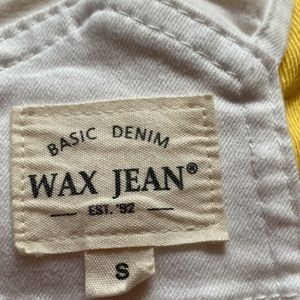 BASIC DENIM
WAX JEAN®
EST. '92
S